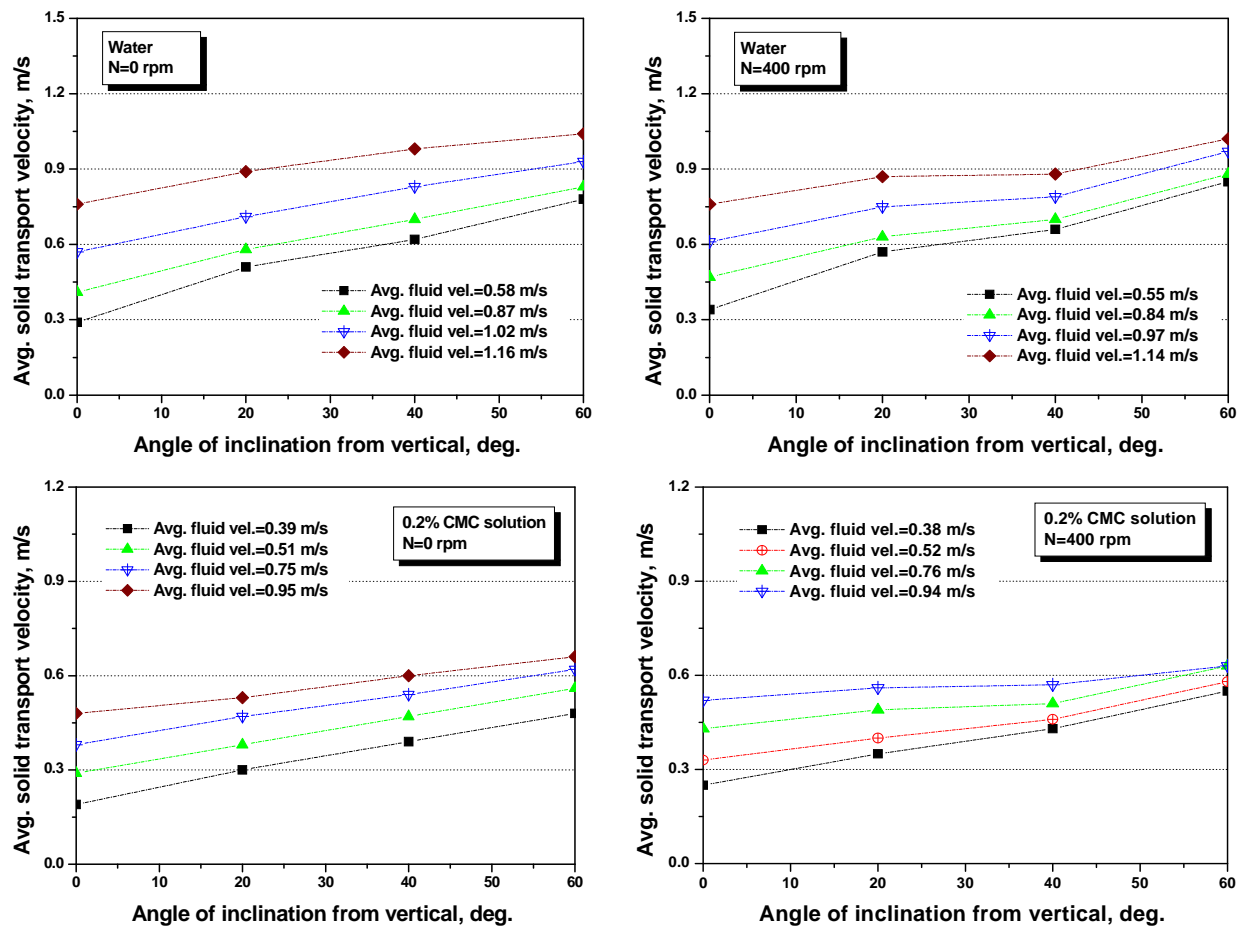 Avg. solid transport velocity, m/s
1.5
1.2
0.9
0.6
0.3
0.0
Water
N=0 rpm
Avg. fluid vel.=0.58 m/s
Avg. fluid vel.=0.87 m/s
Avg. fluid vel.=1.02 m/s
Avg. fluid vel.=1.16 m/s
0 10 20 30 40 50 60
Angle of inclination from vertical, deg.
Avg. solid transport velocity, m/s
1.5
1.2
0.9
0.6
0.3
0.0
Water
N=400 rpm
Avg. fluid vel.=0.55 m/s
Avg. fluid vel.=0.84 m/s
Avg. fluid vel.=0.97 m/s
Avg. fluid vel.=1.14 m/s
0 10 20 30 40 50 60
Angle of inclination from vertical, deg.
Avg. solid transport velocity, m/s
1.2
0.9
0.6
0.3
0.0
Avg. fluid vel.=0.39 m/s
Avg. fluid vel.=0.51 m/s
Avg. fluid vel.=0.75 m/s
Avg. fluid vel.=0.95 m/s
0.2% CMC solution
N=0 rpm
0 10 20 30 40 50 60
Angle of inclination from vertical, deg.
Avg. solid transport velocity, m/s
1.2
0.9
0.6
0.3
0.0
Avg. fluid vel.=0.38 m/s
Avg. fluid vel.=0.52 m/s
Avg. fluid vel.=0.76 m/s
Avg. fluid vel.=0.94 m/s
0.2% CMC solution
N=400 rpm
0 10 20 30 40 50 60
Angle of inclination from vertical, deg.